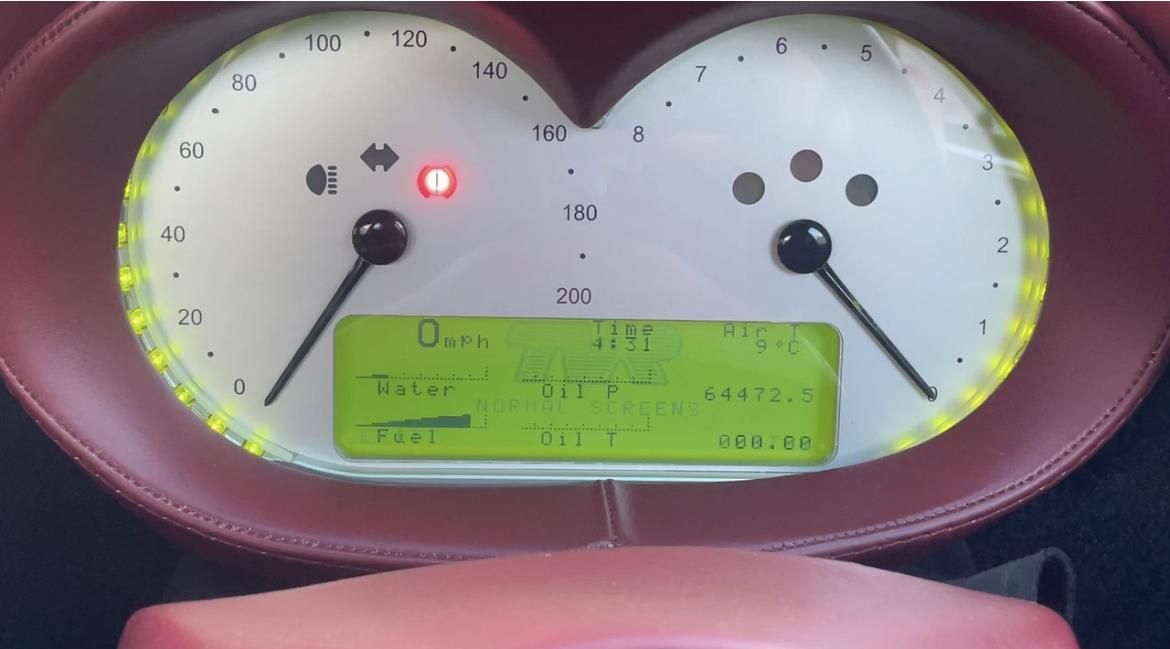 100 120
80 140
60 160
40 180
20 200
0
6 5
7 4
8 3
2
1
0
0mph Time Air T
4:31 9°C
Water Oil P 64472.5
NORMAL SCREENS
Fuel Oil T 000.00
TVR